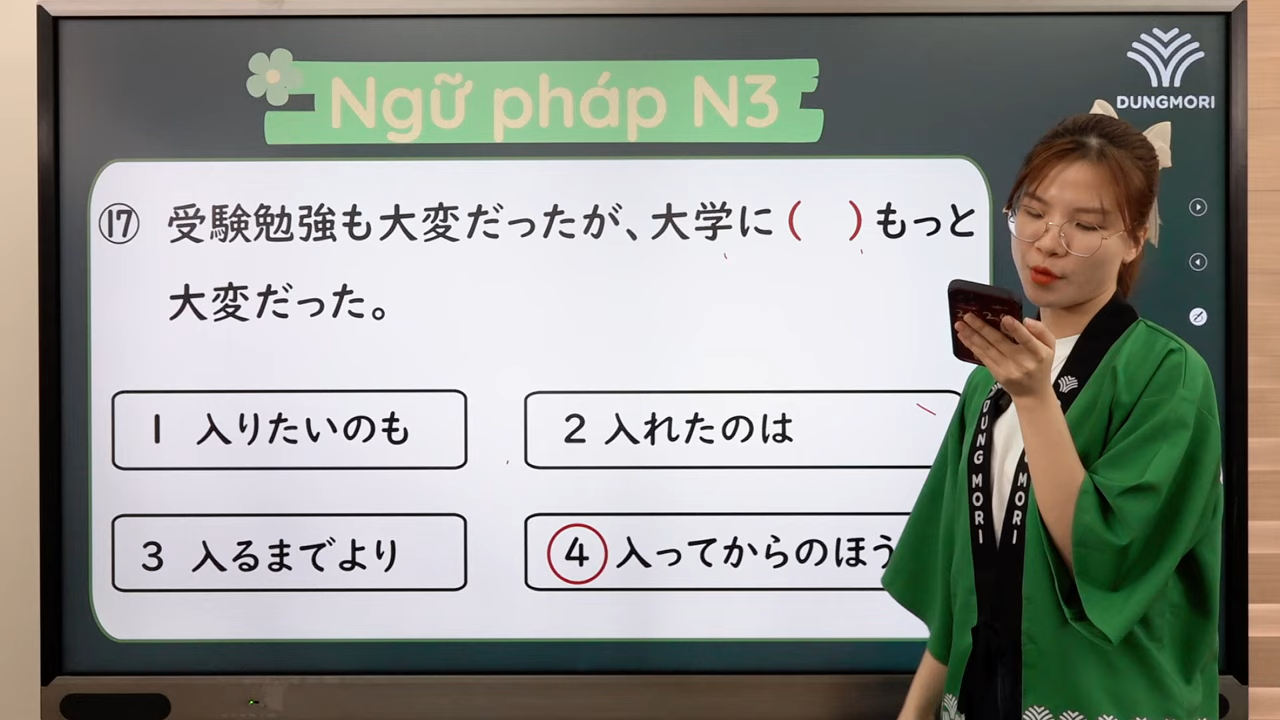 Ngữ pháp N3
DUNGMORI
⑰ 受験勉強も大変だったが、大学に( )もっと
大変だった。
1 入りたいのも
2 入れたのは
3 入るまでより
4 入ってからのほう
DUNG MORI
MORI